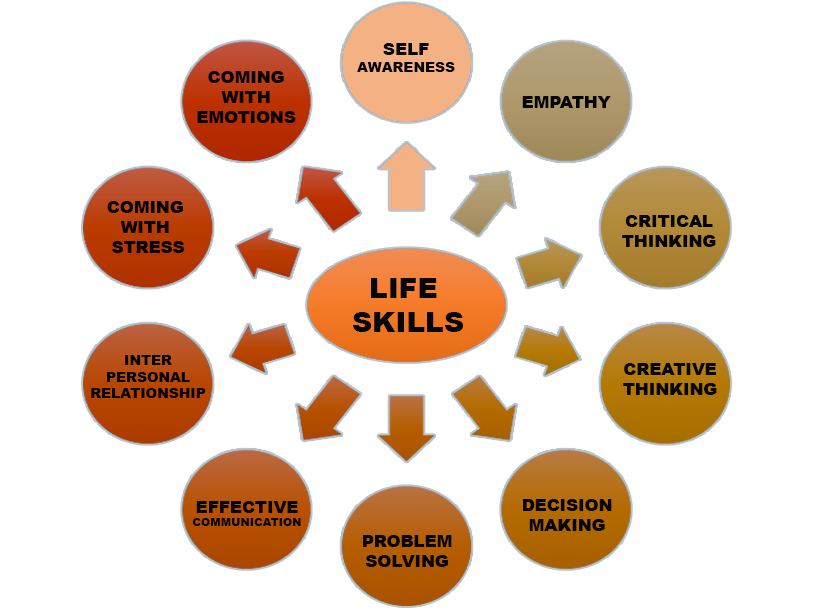 LIFE
SKILLS
SELF
AWARENESS
EMPATHY
CRITICAL
THINKING
CREATIVE
THINKING
DECISION
MAKING
PROBLEM
SOLVING
EFFECTIVE
COMMUNICATION
INTER
PERSONAL
RELATIONSHIP
COMING
WITH
STRESS
COMING
WITH
EMOTIONS